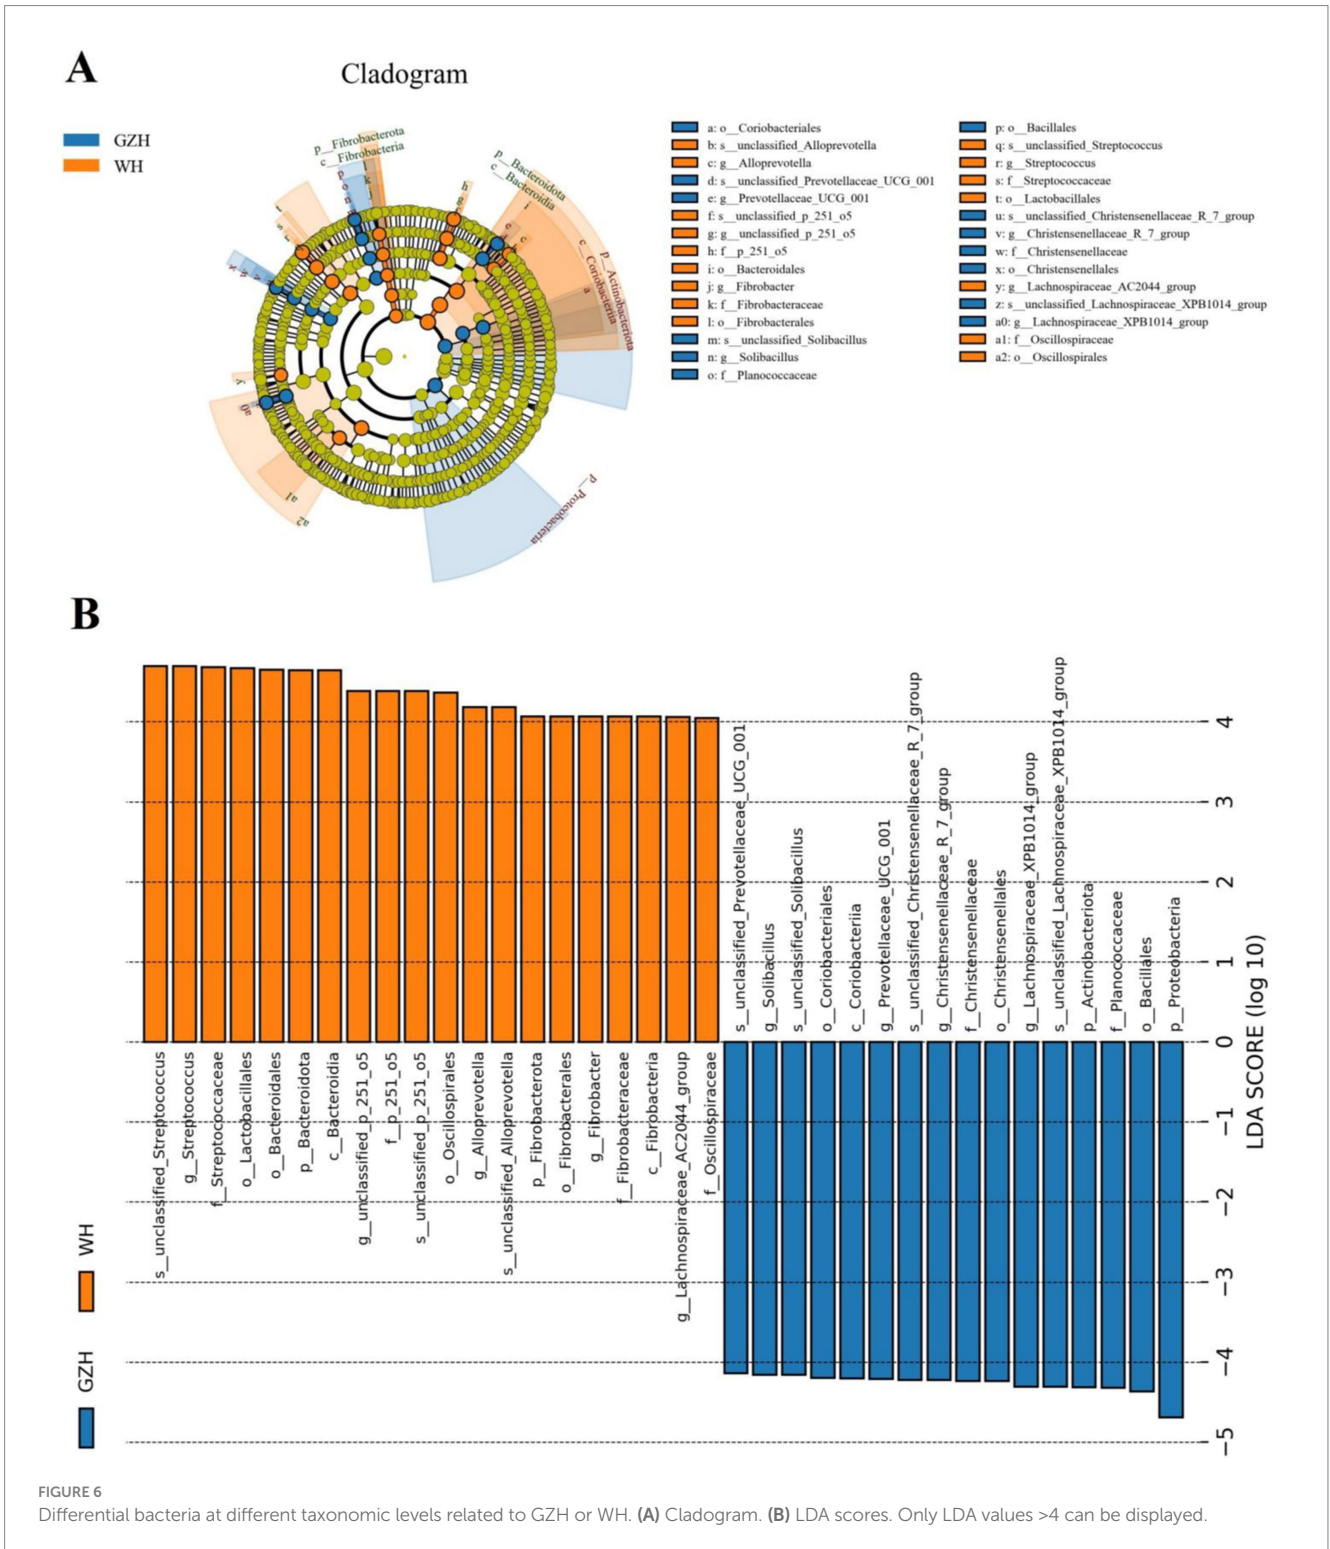 A
Cladogram
GZH
WH
p__Fibrobacterota
c__Fibrobacteria
p__Bacteroidota
c__Bacteroidia
p__Actinobacteriota
c__Coriobacteriia
p__Proteobacteria
a
i
h
y
a0
a1
a2
a: o__Coriobacteriales
b: s__unclassified_Alloprevotella
c: g__Alloprevotella
d: s__unclassified_Prevotellaceae_UCG_001
e: g__Prevotellaceae_UCG_001
f: s__unclassified_p_251_o5
g: g__unclassified_p_251_o5
h: f__p_251_o5
i: o__Bacteroidales
j: g__Fibrobacter
k: f__Fibrobacteraceae
l: o__Fibrobacterales
m: s__unclassified_Solibacillus
n: g__Solibacillus
o: f__Planococcaceae
p: o__Bacillales
q: s__unclassified_Streptococcus
r: g__Streptococcus
s: f__Streptococcaceae
t: o__Lactobacillales
u: s__unclassified_Christensenellaceae_R_7_group
v: g__Christensenellaceae_R_7_group
w: f__Christensenellaceae
x: o__Christensenellales
y: g__Lachnospiraceae_AC2044_group
z: s__unclassified_Lachnospiraceae_XPB1014_group
a0: g__Lachnospiraceae_XPB1014_group
a1: f__Oscillospiraceae
a2: o__Oscillospirales
B
s__unclassified_Streptococcus
g__Streptococcus
f__Streptococcaceae
o__Lactobacillales
o__Bacteroidales
p__Bacteroidota
c__Bacteroidia
g__unclassified_p_251_o5
f__p_251_o5
s__unclassified_p_251_o5
o__Oscillospirales
g__Alloprevotella
s__unclassified_Alloprevotella
p__Fibrobacterota
o__Fibrobacterales
g__Fibrobacter
f__Fibrobacteraceae
c__Fibrobacteria
g__Lachnospiraceae_AC2044_group
f__Oscillospiraceae
s__unclassified_Prevotellaceae_UCG_001
g__Solibacillus
s__unclassified_Solibacillus
o__Coriobacteriales
c__Coriobacteriia
g__Prevotellaceae_UCG_001
s__unclassified_Christensenellaceae_R_7_group
g__Christensenellaceae_R_7_group
f__Christensenellaceae
o__Christensenellales
g__Lachnospiraceae_XPB1014_group
s__unclassified_Lachnospiraceae_XPB1014_group
p__Actinobacteriota
f__Planococcaceae
o__Bacillales
p__Proteobacteria
4
3
2
1
0
−1
−2
−3
−4
−5
LDA SCORE (log 10)
GZH
WH
FIGURE 6
Differential bacteria at different taxonomic levels related to GZH or WH. (A) Cladogram. (B) LDA scores. Only LDA values >4 can be displayed.